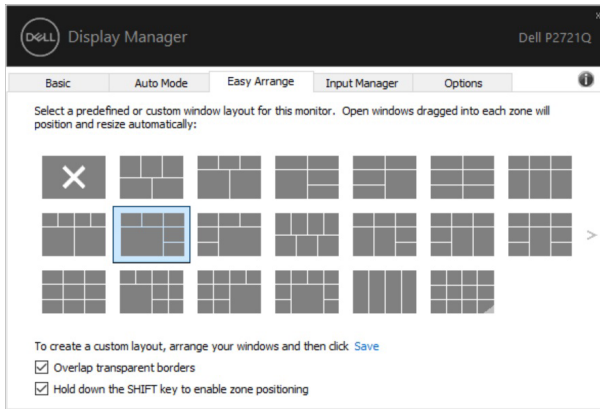 DELL Display Manager
Dell P2721Q
Basic Auto Mode Easy Arrange Input Manager Options
Select a predefined or custom window layout for this monitor. Open windows dragged into each zone will
position and resize automatically:
To create a custom layout, arrange your windows and then click Save
Overlap transparent borders
Hold down the SHIFT key to enable zone positioning